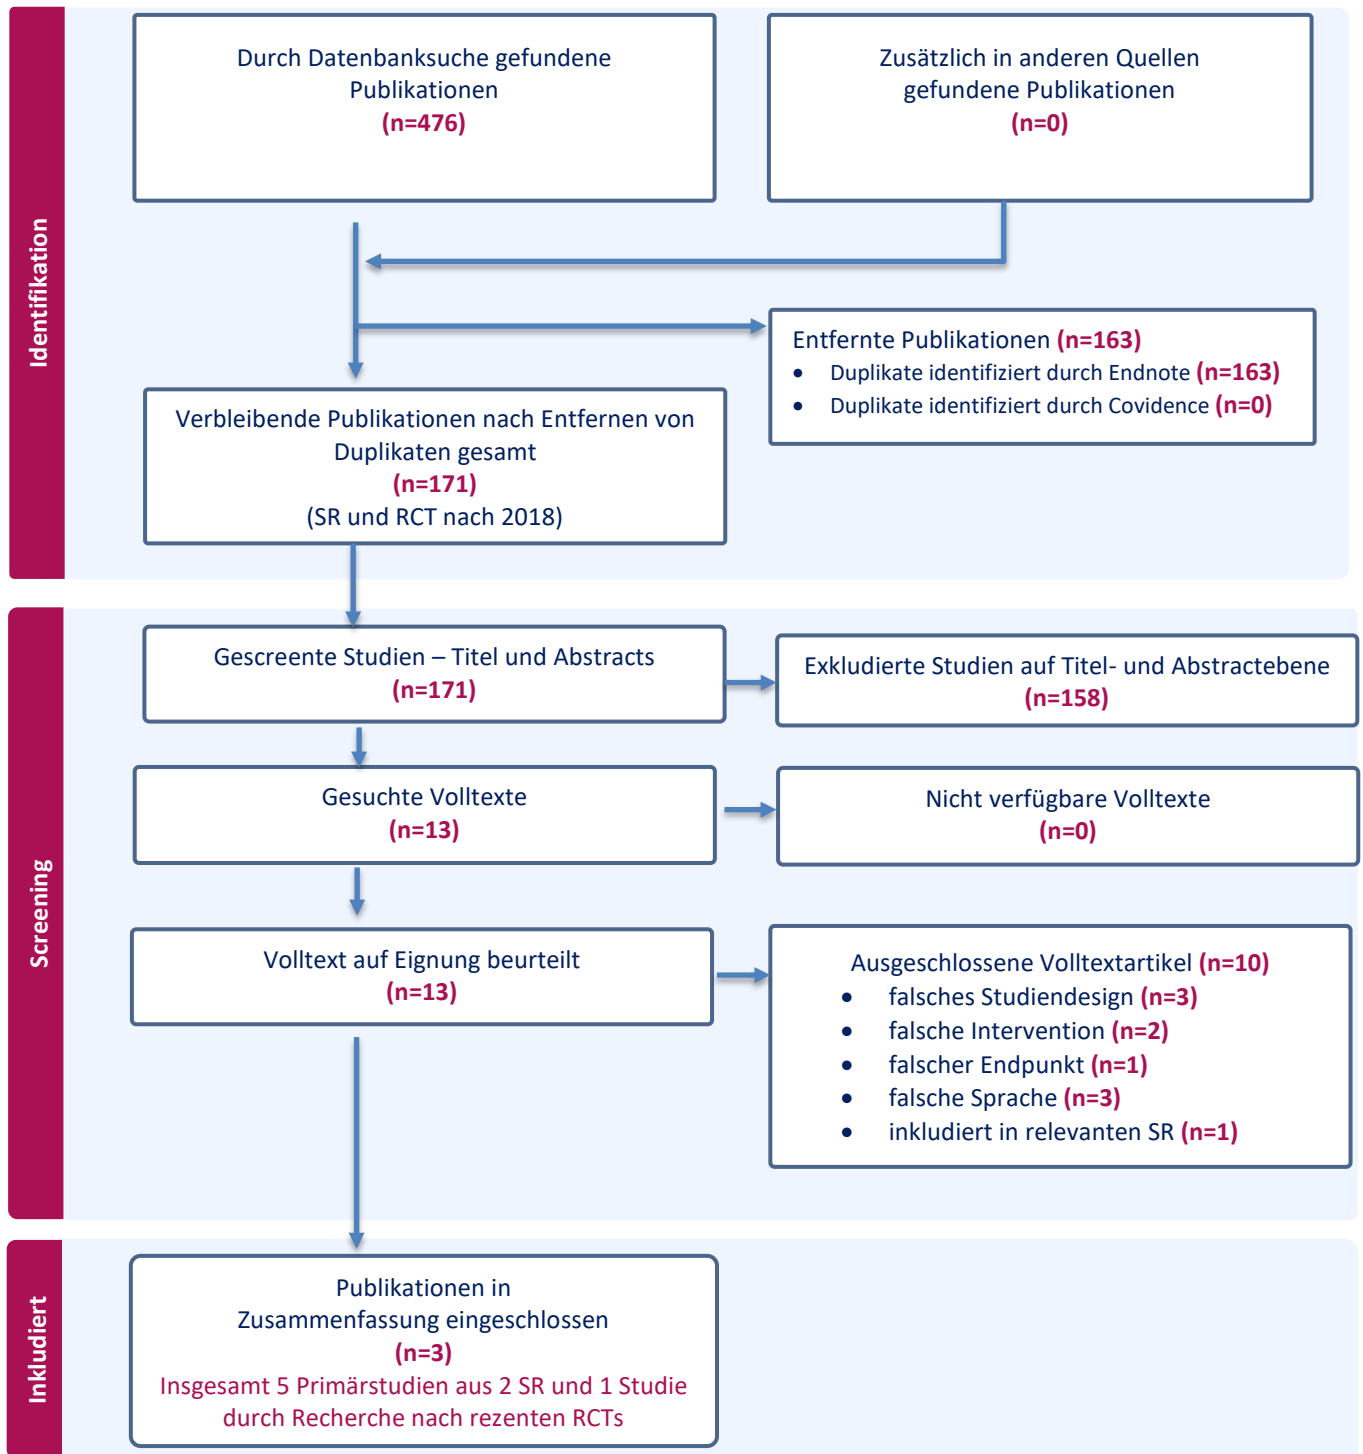 Identifikation
Durch Datenbanksuche gefundene
Publikationen
(n=476)
Zusätzlich in anderen Quellen
gefundene Publikationen
(n=0)
Entfernte Publikationen (n=163)
• Duplikate identifiziert durch Endnote (n=163)
• Duplikate identifiziert durch Covidence (n=0)
Verbleibende Publikationen nach Entfernen von
Duplikaten gesamt
(n=171)
(SR und RCT nach 2018)
Screening
Gescreente Studien – Titel und Abstracts
(n=171)
Exkludierte Studien auf Titel- und Abstractebene
(n=158)
Gesuchte Volltexte
(n=13)
Nicht verfügbare Volltexte
(n=0)
Volltext auf Eignung beurteilt
(n=13)
Ausgeschlossene Volltextartikel (n=10)
• falsches Studiendesign (n=3)
• falsche Intervention (n=2)
• falscher Endpunkt (n=1)
• falsche Sprache (n=3)
• inkludiert in relevanten SR (n=1)
Inkludiert
Publikationen in
Zusammenfassung eingeschlossen
(n=3)
Insgesamt 5 Primärstudien aus 2 SR und 1 Studie
durch Recherche nach rezenten RCTs